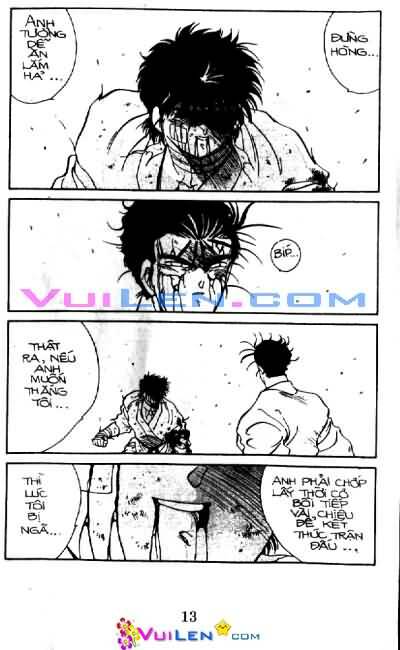 ANH
TƯỞNG
DỄ
ĂN
LẮM
HẢ...
ĐỪNG
HÒNG...
BỊP...
VUILEN.COM
THẬT
RA, NẾU
ANH
MUỐN
THẮNG
TÔI...
THÌ
LÚC
TÔI
BỊ
NGÃ...
ANH PHẢI CHỚP
LẤY THỜI CƠ
BỒI TIẾP
VÀI CHIÊU
ĐỂ KẾT
THÚC TRẬN
ĐẤU...
13
VUILEN.COM